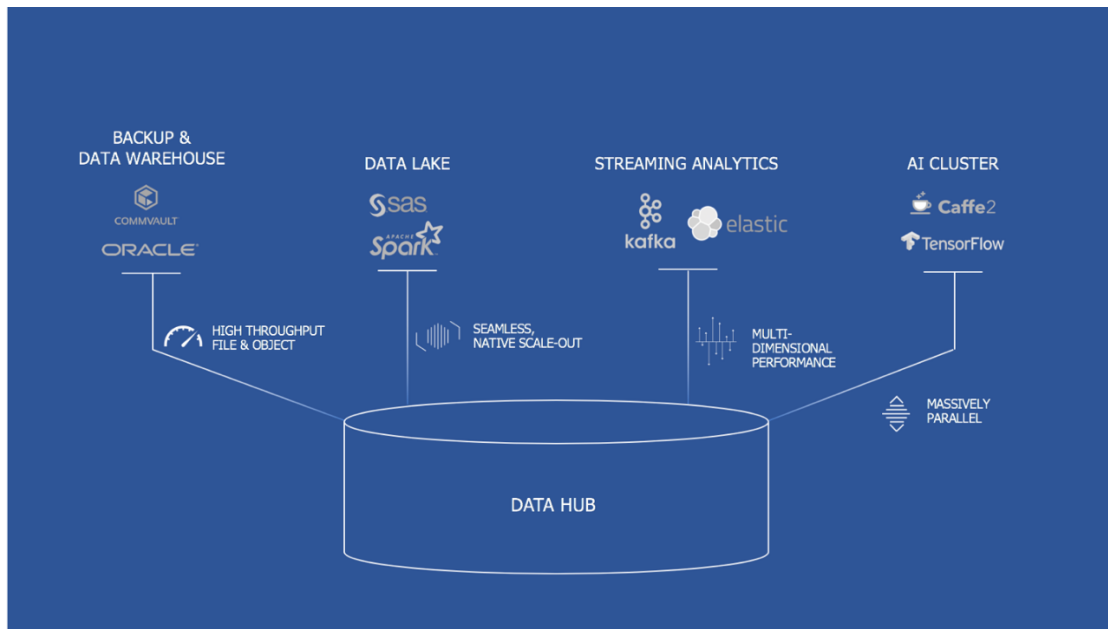 BACKUP &
DATA WAREHOUSE
COMMVAULT
ORACLE®
DATA LAKE
sas
APACHE
Spark™
STREAMING ANALYTICS
kafka
elastic
AI CLUSTER
Caffe2
TensorFlow
HIGH THROUGHPUT
FILE & OBJECT
SEAMLESS,
NATIVE SCALE-OUT
MULTI-
DIMENSIONAL
PERFORMANCE
MASSIVELY
PARALLEL
DATA HUB